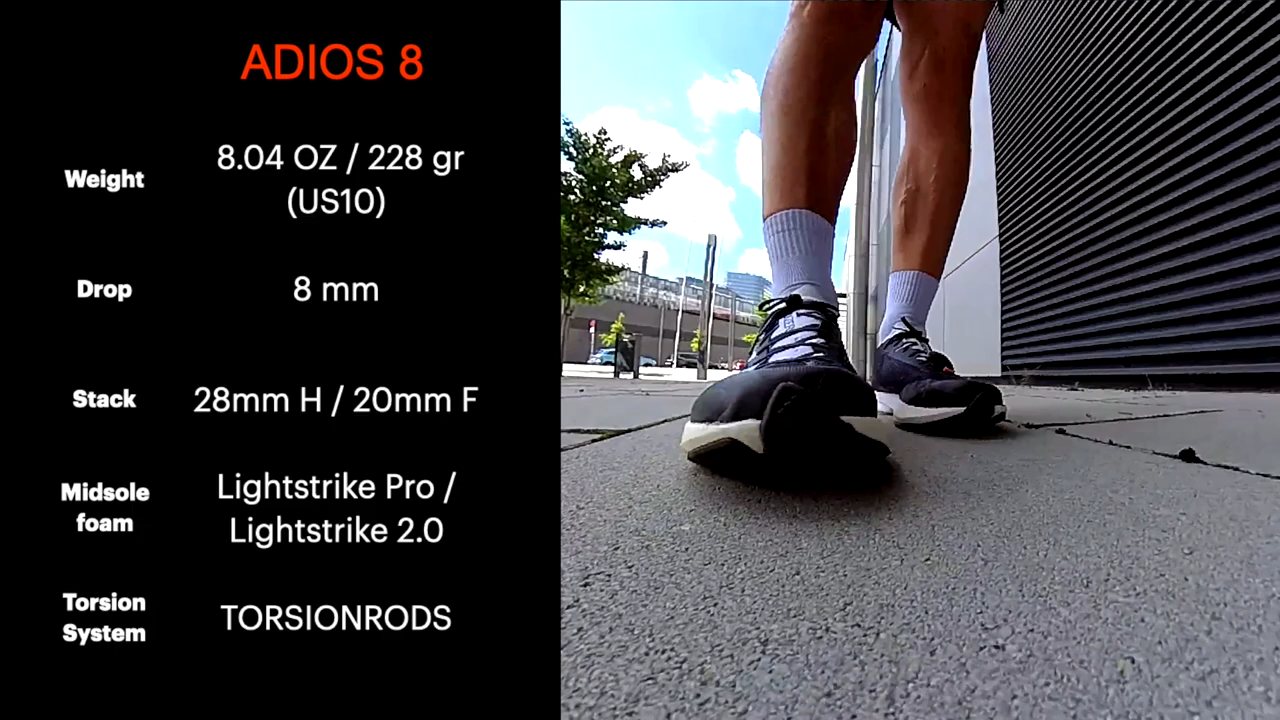 ADIOS 8
Weight
8.04 OZ / 228 gr
(US10)
Drop
8 mm
Stack
28mm H / 20mm F
Midsole
foam
Lightstrike Pro /
Lightstrike 2.0
Torsion
System
TORSIONRODS